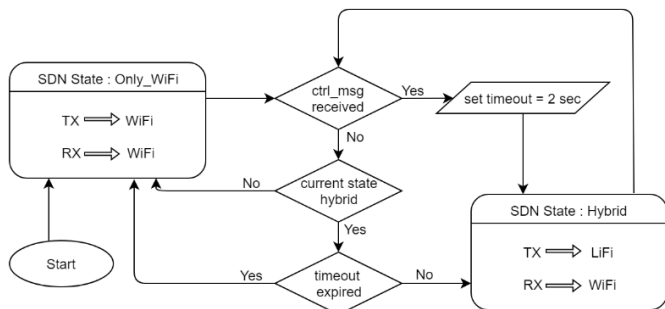 SDN State : Only_WiFi
TX WiFi
RX WiFi
Start
ctrl_msg
received
Yes
set timeout = 2 sec
No
current state
hybrid
No
Yes
timeout
expired
Yes
No
SDN State : Hybrid
TX LiFi
RX WiFi